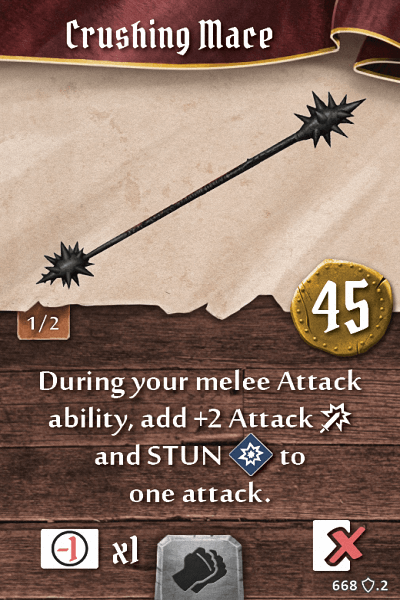 Crushing Mace
1/2
45
During your melee Attack
ability, add +2 Attack
and STUN to
one attack.
-1 x1
668 .2